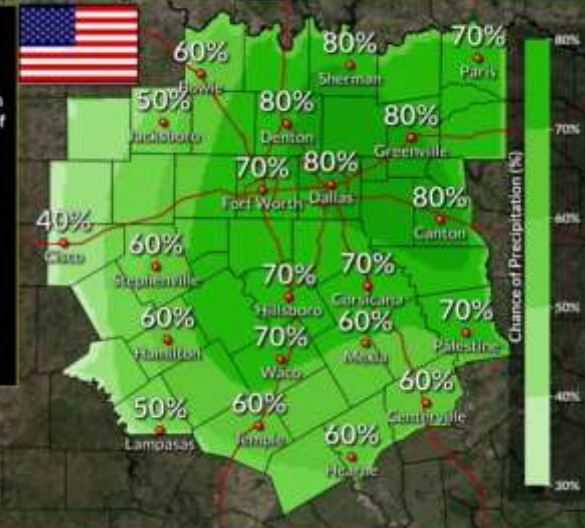 60%
Bowie
80%
Sherman
70%
Paris
50%
Jacksboro
80%
Denton
80%
Greenville
70%
Fort Worth
80%
Dallas
40%
Cisco
80%
Canton
60%
Stephenville
70%
Hillsboro
70%
Corsicana
60%
Hamilton
70%
Waco
60%
Mexia
70%
Palestine
50%
Lampasas
60%
Temple
60%
Centerville
60%
Hearne
Chance of Precipitation (%)
80%
70%
60%
50%
40%
30%